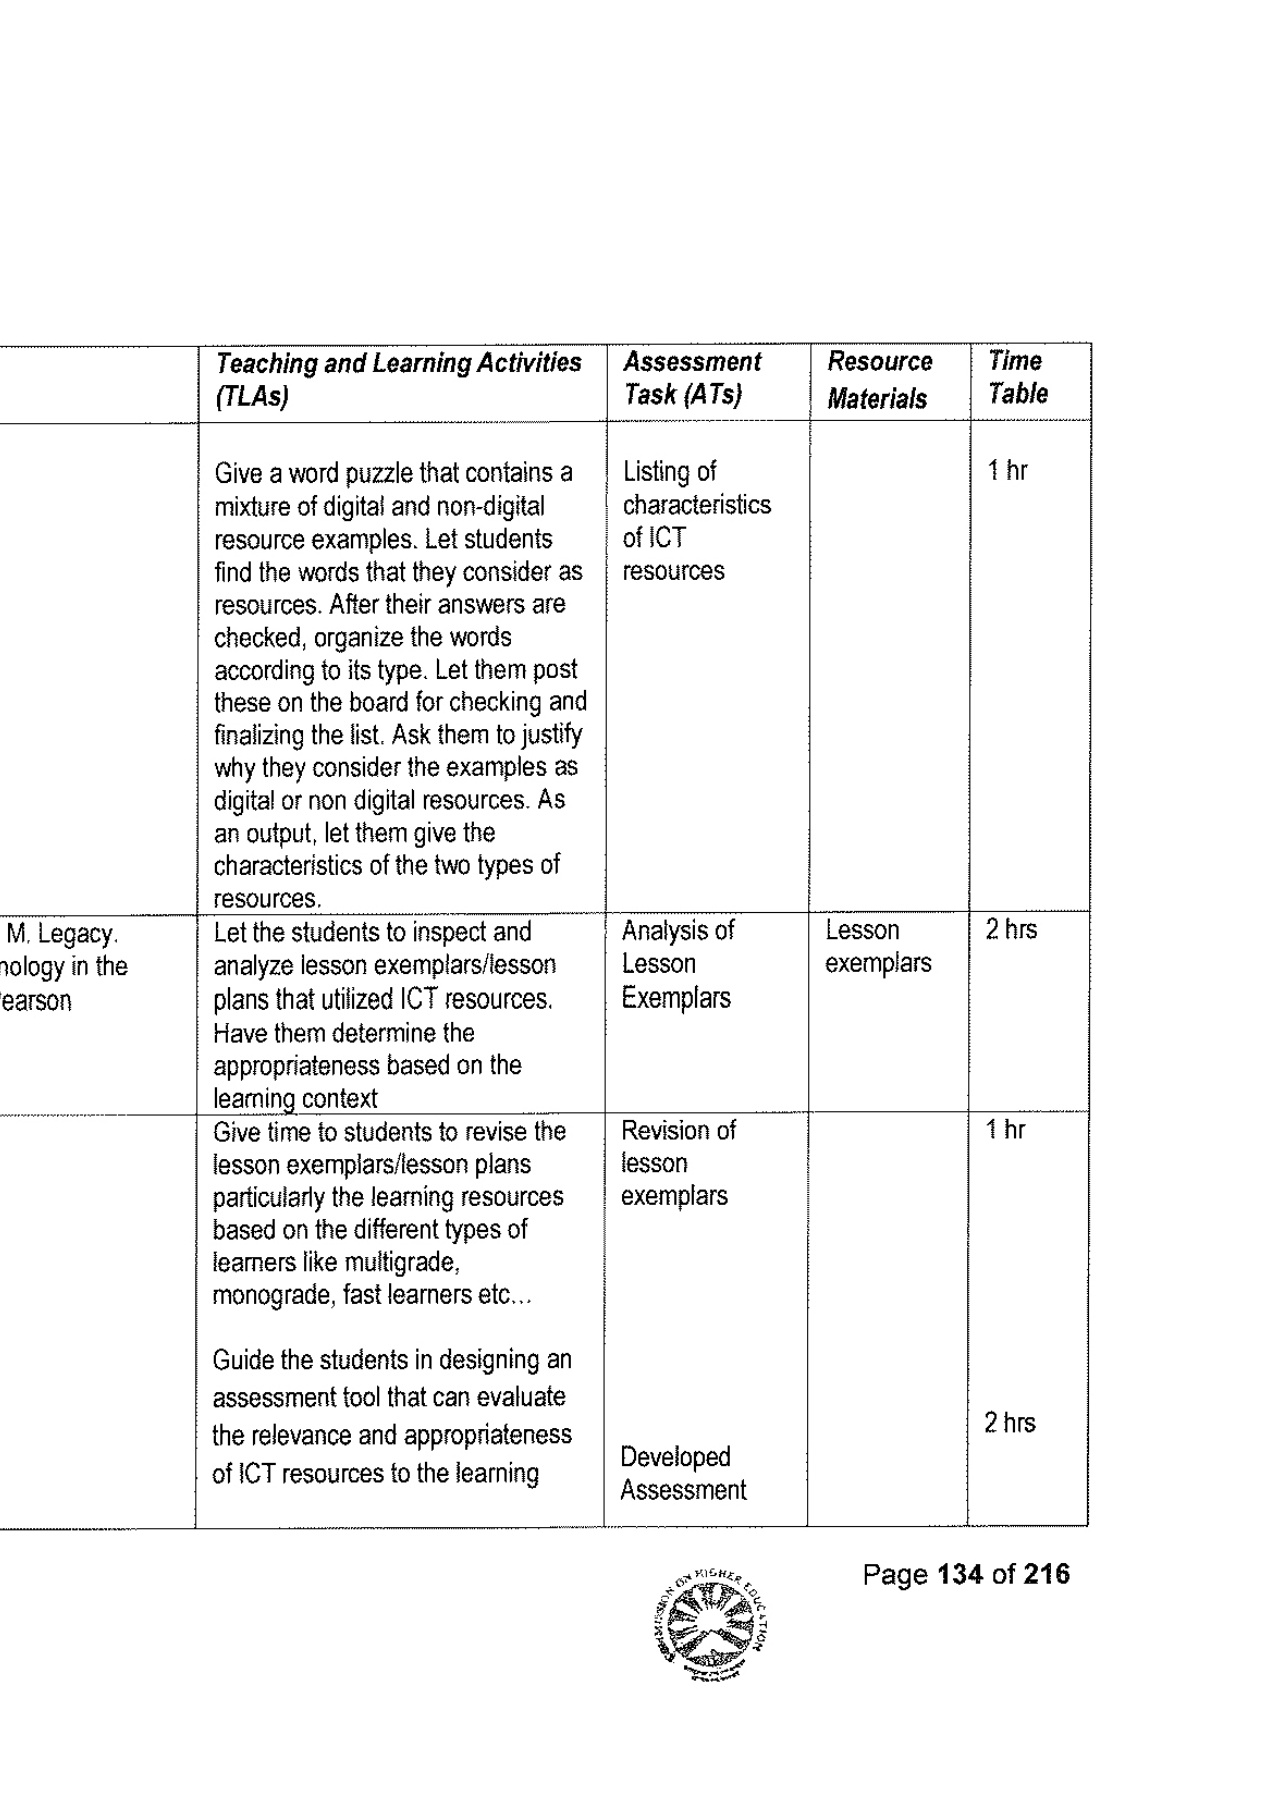 Teaching and Learning Activities
(TLAs)
Assessment
Task (ATs)
Resource
Materials
Time
Table
Give a word puzzle that contains a
mixture of digital and non-digital
resource examples. Let students
find the words that they consider as
resources. After their answers are
checked, organize the words
according to its type. Let them post
these on the board for checking and
finalizing the list. Ask them to justify
why they consider the examples as
digital or non digital resources. As
an output, let them give the
characteristics of the two types of
resources.
Listing of
characteristics
of ICT
resources
1 hr
M. Legacy.
nology in the
earson
Let the students to inspect and
analyze lesson exemplars/lesson
plans that utilized ICT resources.
Have them determine the
appropriateness based on the
learning context
Analysis of
Lesson
Exemplars
Lesson
exemplars
2 hrs
Give time to students to revise the
lesson exemplars/lesson plans
particularly the learning resources
based on the different types of
learners like multigrade,
monograde, fast learners etc...
Revision of
lesson
exemplars
1 hr
Guide the students in designing an
assessment tool that can evaluate
the relevance and appropriateness
of ICT resources to the learning
Developed
Assessment
2 hrs
Page 134 of 216
COMMISSION ON HIGHER EDUCATION